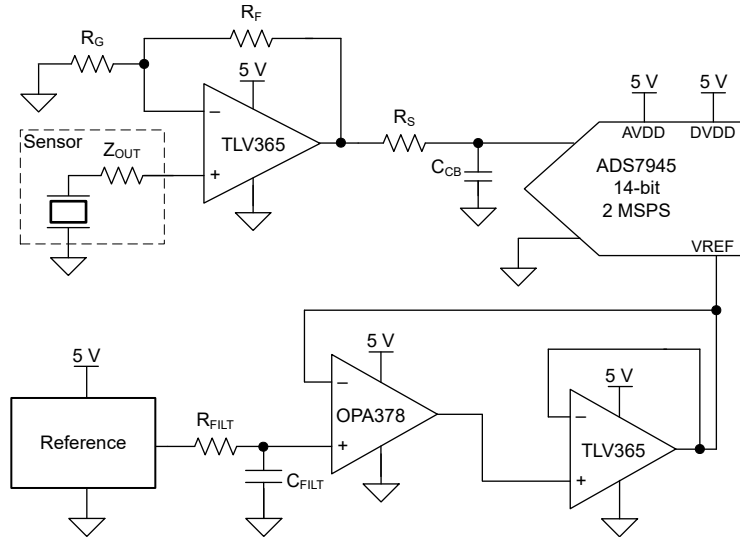 RF
RG
5 V
−
TLV365
+
Sensor
ZOUT
RS
CCB
5 V
5 V
AVDD
DVDD
ADS7945
14-bit
2 MSPS
VREF
5 V
Reference
RFILT
CFILT
5 V
−
OPA378
+
5 V
−
TLV365
+